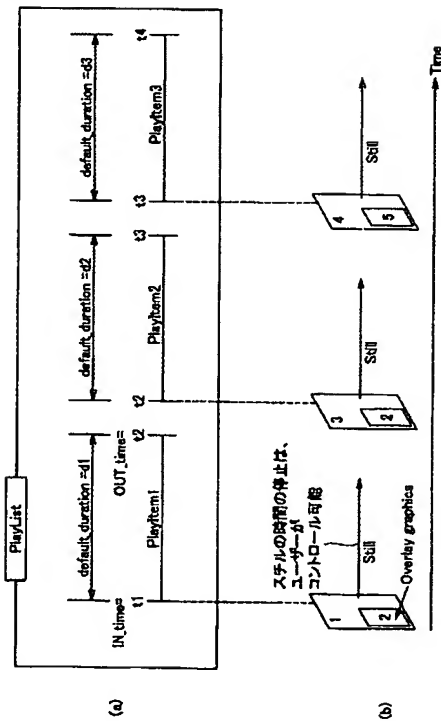 (a)
PlayList
default_duration =d1
default_duration =d2
default_duration =d3
IN_time=
t1
OUT_time=
t2
t2
t3
t3
t4
PlayItem1
PlayItem2
PlayItem3
(b)
ステルの時間の停止は、
ユーザーが
コントロール可能
1
2
Still
3
2
Still
4
5
Still
Overlay graphics
Time